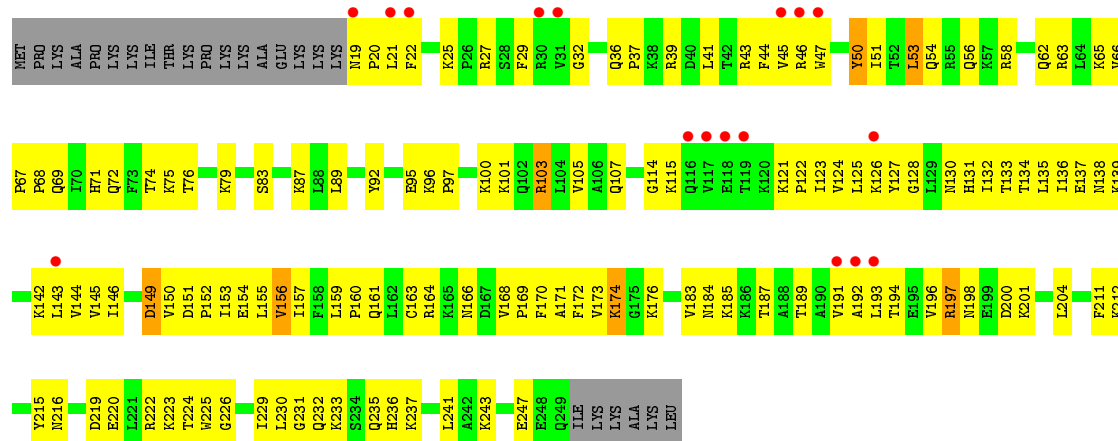 MET PRO LYS ALA PRO LYS LYS ILE THR LYS PRO LYS LYS ALA GLU LYS LYS LYS N19 P20 L21 F22 K25 P26 R27 S28 F29 R30 V31 G32 Q36 P37 K38 R39 D40 L41 T42 R43 F44 V45 R46 W47 Y50 I51 T52 L53 Q54 R55 Q56 K57 R58 Q62 R63 L64 K65 V66
P67 P68 Q69 I70 H71 Q72 F73 T74 K75 T76 K79 S83 K87 L88 L89 Y92 E95 K96 P97 K100 K101 Q102 R103 L104 V105 A106 Q107 G114 K115 Q116 V117 E118 T119 K120 K121 P122 I123 V124 L125 K126 Y127 G128 L129 N130 H131 I132 T133 T134 L135 I136 E137 N138 K139
K142 L143 V144 V145 I146 D149 V150 D151 P152 I153 E154 L155 V156 I157 F158 P159 P160 Q161 L162 C163 R164 K165 N166 D167 V168 P169 F170 A171 F172 V173 K174 G175 K176 V183 N184 K185 K186 T187 A188 T189 A190 V191 A192 L193 T194 E195 V196 R197 N198 E199 D200 K201 L204 F211 K212
Y215 N216 D219 E220 L221 R222 K223 T224 W225 G226 I229 L230 G231 Q232 K233 S234 Q235 H236 K237 L241 A242 K243 E247 E248 Q249 ILE LYS LYS ALA LYS LEU